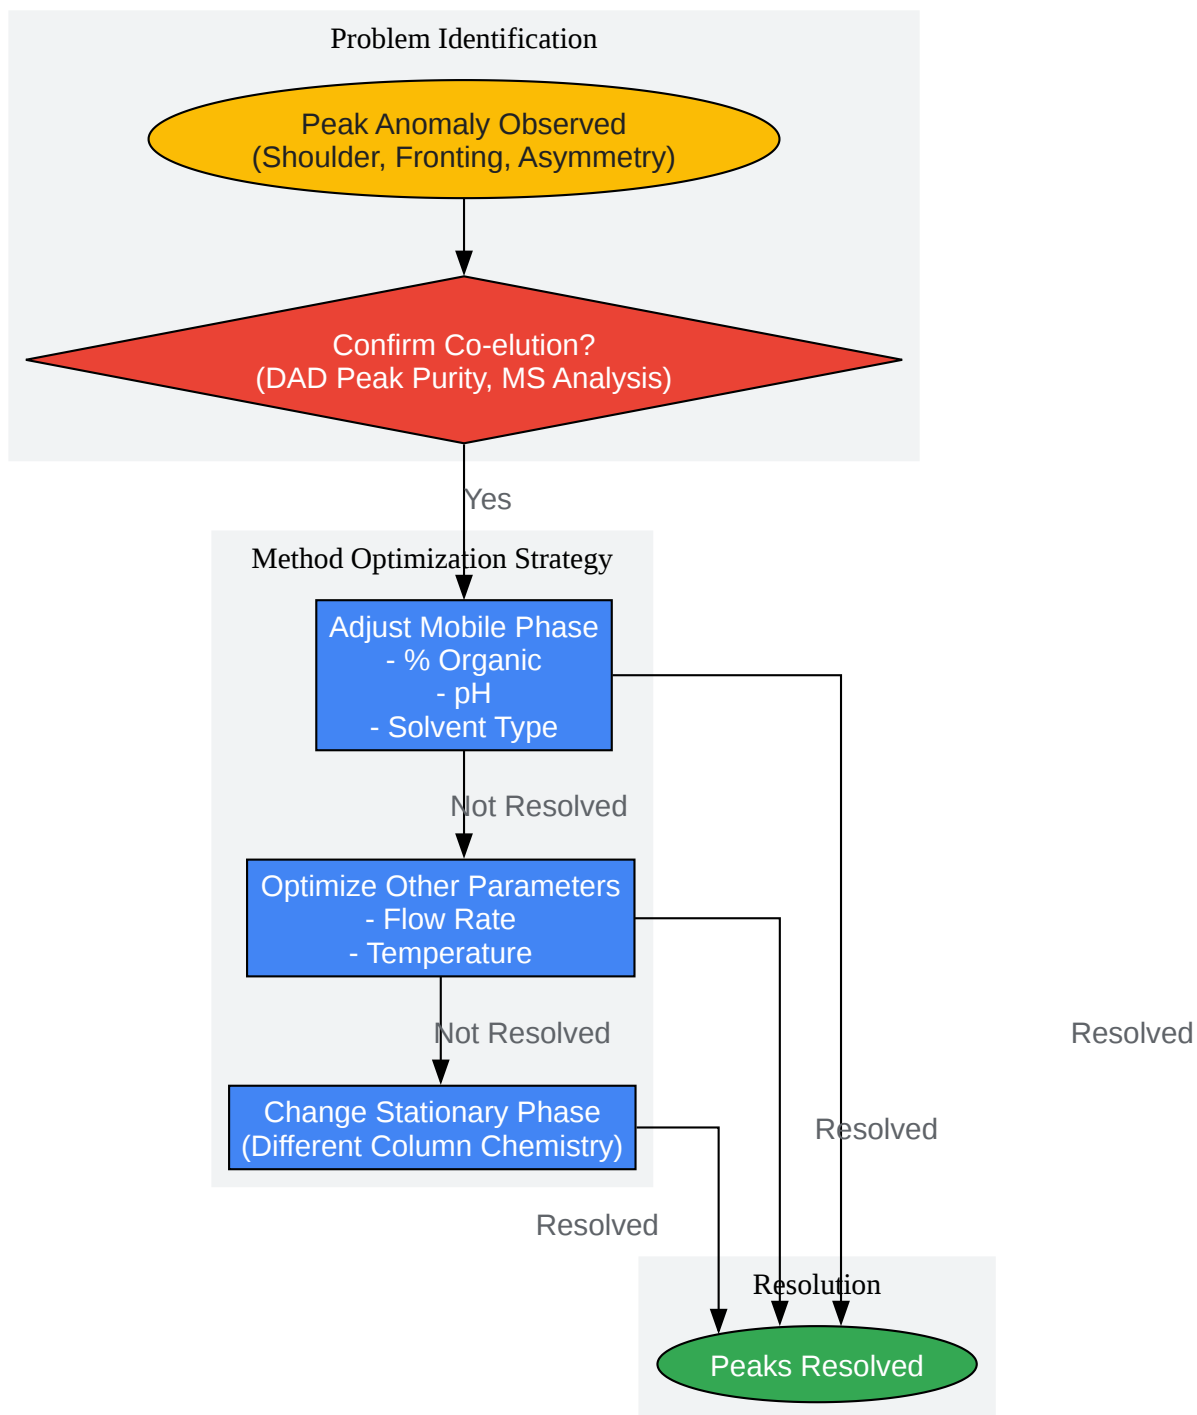 Problem Identification
Peak Anomaly Observed
(Shoulder, Fronting, Asymmetry)
Confirm Co-elution?
(DAD Peak Purity, MS Analysis)
Yes
Method Optimization Strategy
Adjust Mobile Phase
- % Organic
- pH
- Solvent Type
Not Resolved
Optimize Other Parameters
- Flow Rate
- Temperature
Not Resolved
Resolved
Change Stationary Phase
(Different Column Chemistry)
Resolved
Resolved
Resolution
Peaks Resolved